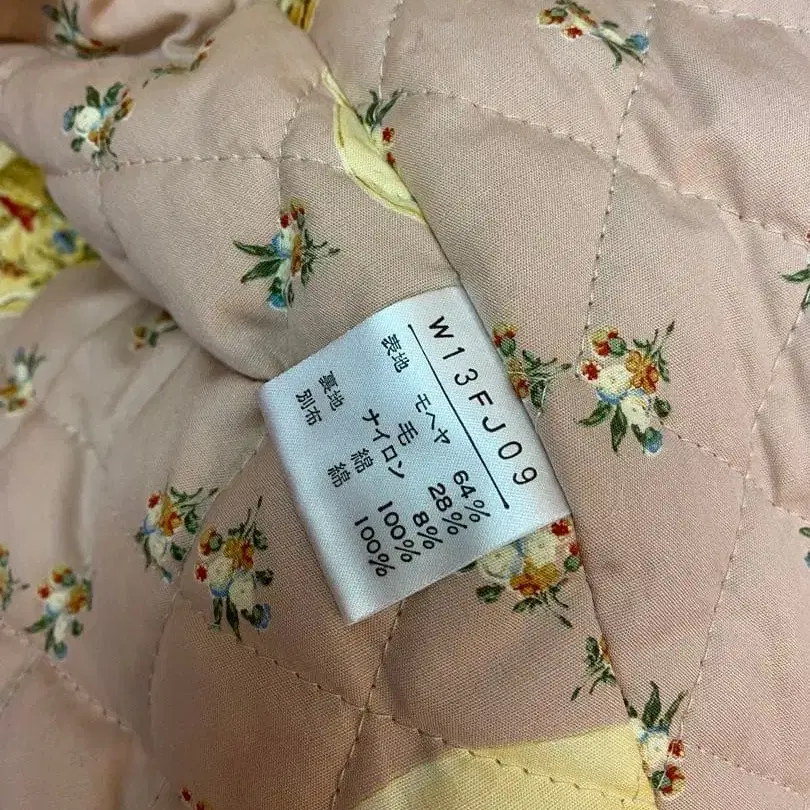 W13FJ09
表地 モヘヤ 64%
毛 28%
ナイロン 8%
裏地 綿 100%
別布 綿 100%